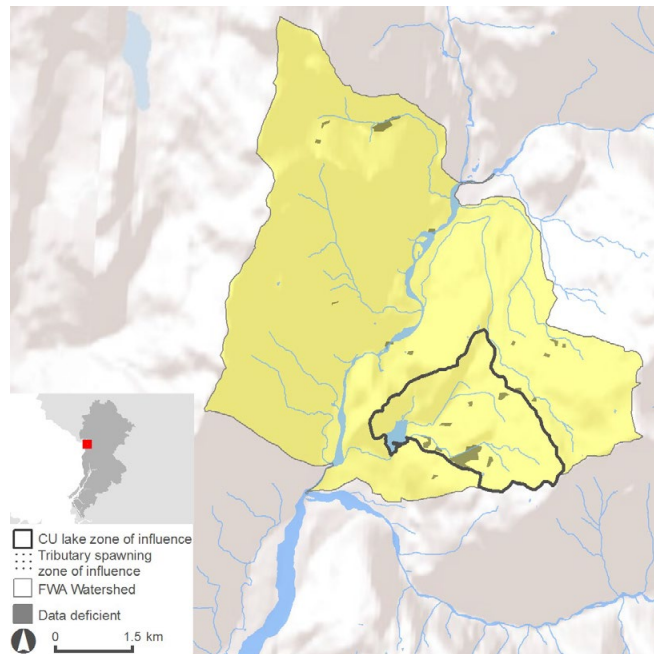 CU lake zone of influence
Tributary spawning
zone of influence
FWA Watershed
Data deficient
0 1.5 km